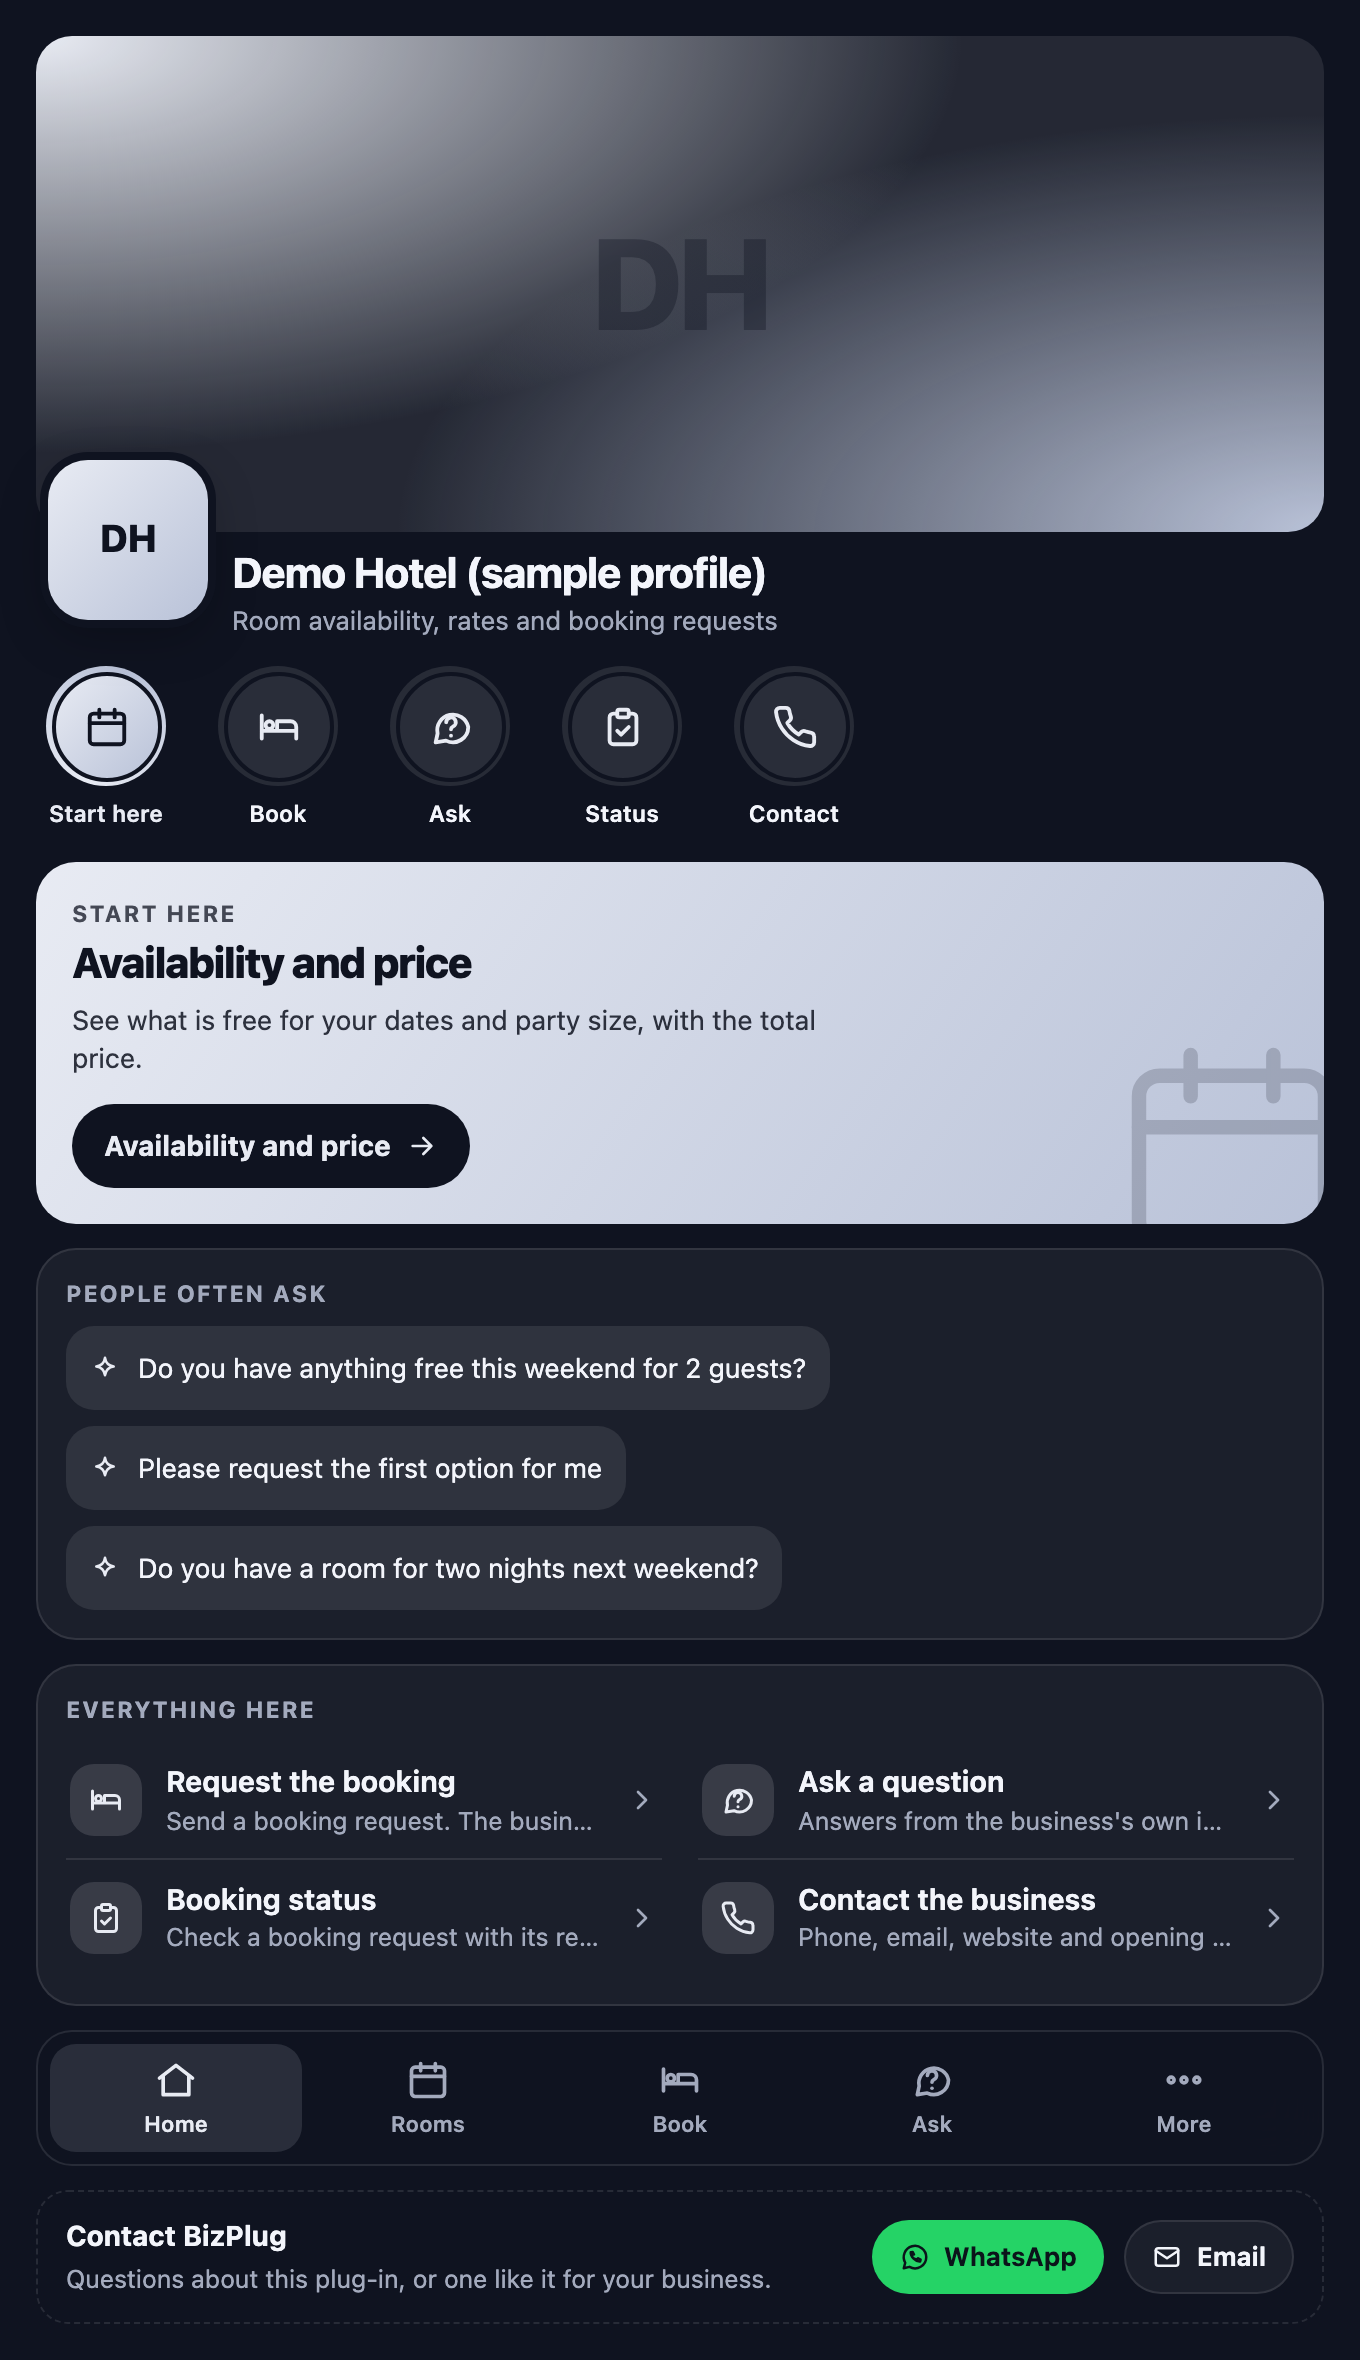 DH
DH
Demo Hotel (sample profile)
Room availability, rates and booking requests
Start here
Book
Ask
Status
Contact
START HERE
Availability and price
See what is free for your dates and party size, with the total
price.
Availability and price
PEOPLE OFTEN ASK
Do you have anything free this weekend for 2 guests?
Please request the first option for me
Do you have a room for two nights next weekend?
EVERYTHING HERE
Request the booking
Send a booking request. The busin...
Ask a question
Answers from the business's own i...
Booking status
Check a booking request with its re...
Contact the business
Phone, email, website and opening ...
Home
Rooms
Book
Ask
More
Contact BizPlug
Questions about this plug-in, or one like it for your business.
WhatsApp
Email